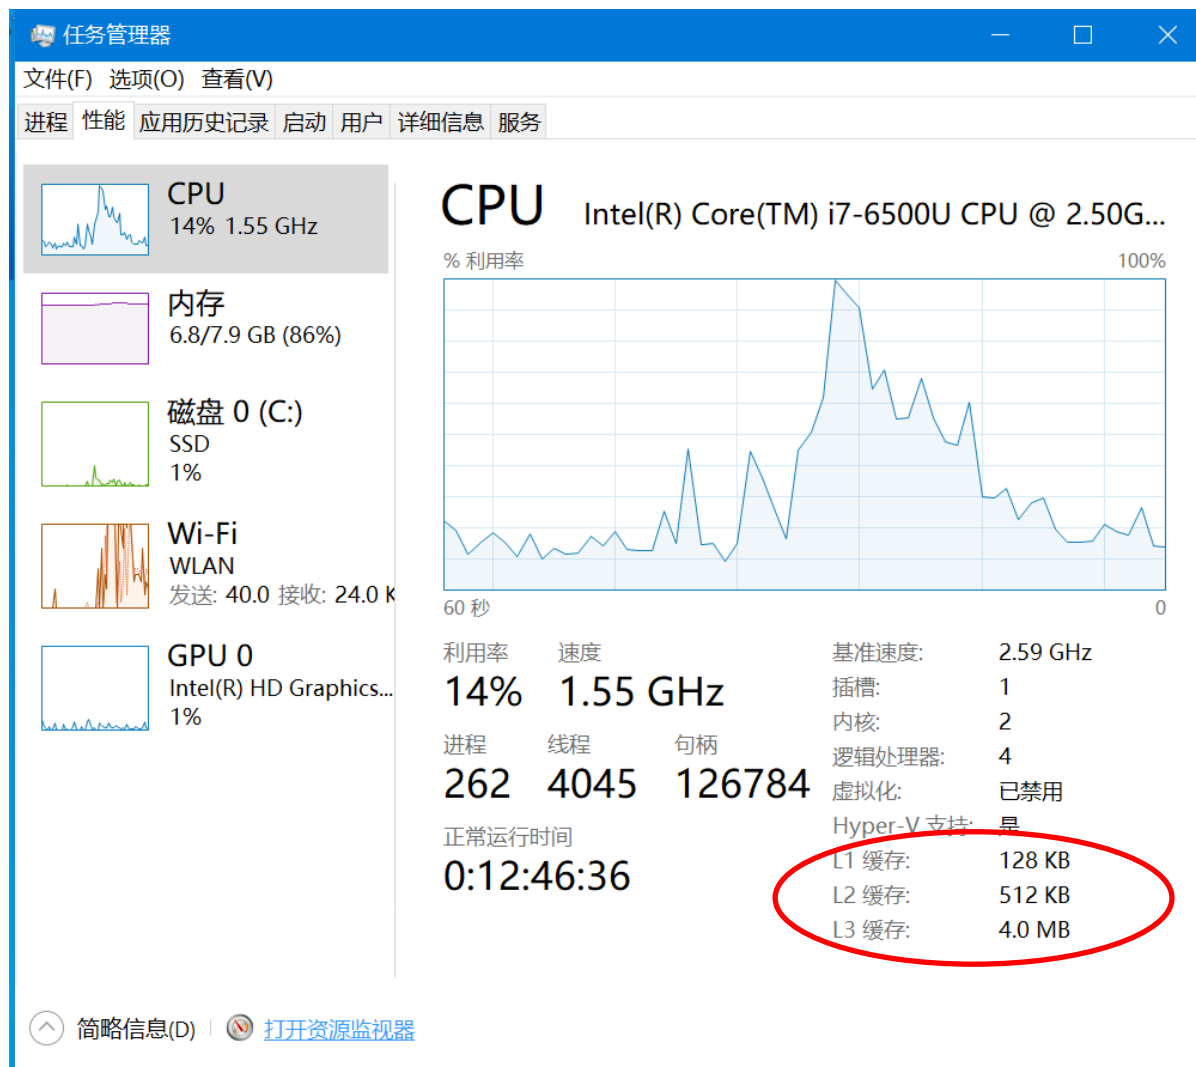 任务管理器
文件(F) 选项(O) 查看(V)
进程 性能 应用历史记录 启动 用户 详细信息 服务
CPU
14% 1.55 GHz
内存
6.8/7.9 GB (86%)
磁盘 0 (C:)
SSD
1%
Wi-Fi
WLAN
发送: 40.0 接收: 24.0 K
GPU 0
Intel(R) HD Graphics...
1%
CPU Intel(R) Core(TM) i7-6500U CPU @ 2.50G...
% 利用率 100%
60 秒 0
利用率 速度
14% 1.55 GHz
进程 线程 句柄
262 4045 126784
正常运行时间
0:12:46:36
基准速度: 2.59 GHz
插槽: 1
内核: 2
逻辑处理器: 4
虚拟化: 已禁用
Hyper-V 支持: 是
L1 缓存: 128 KB
L2 缓存: 512 KB
L3 缓存: 4.0 MB
简略信息(D) 打开资源监视器